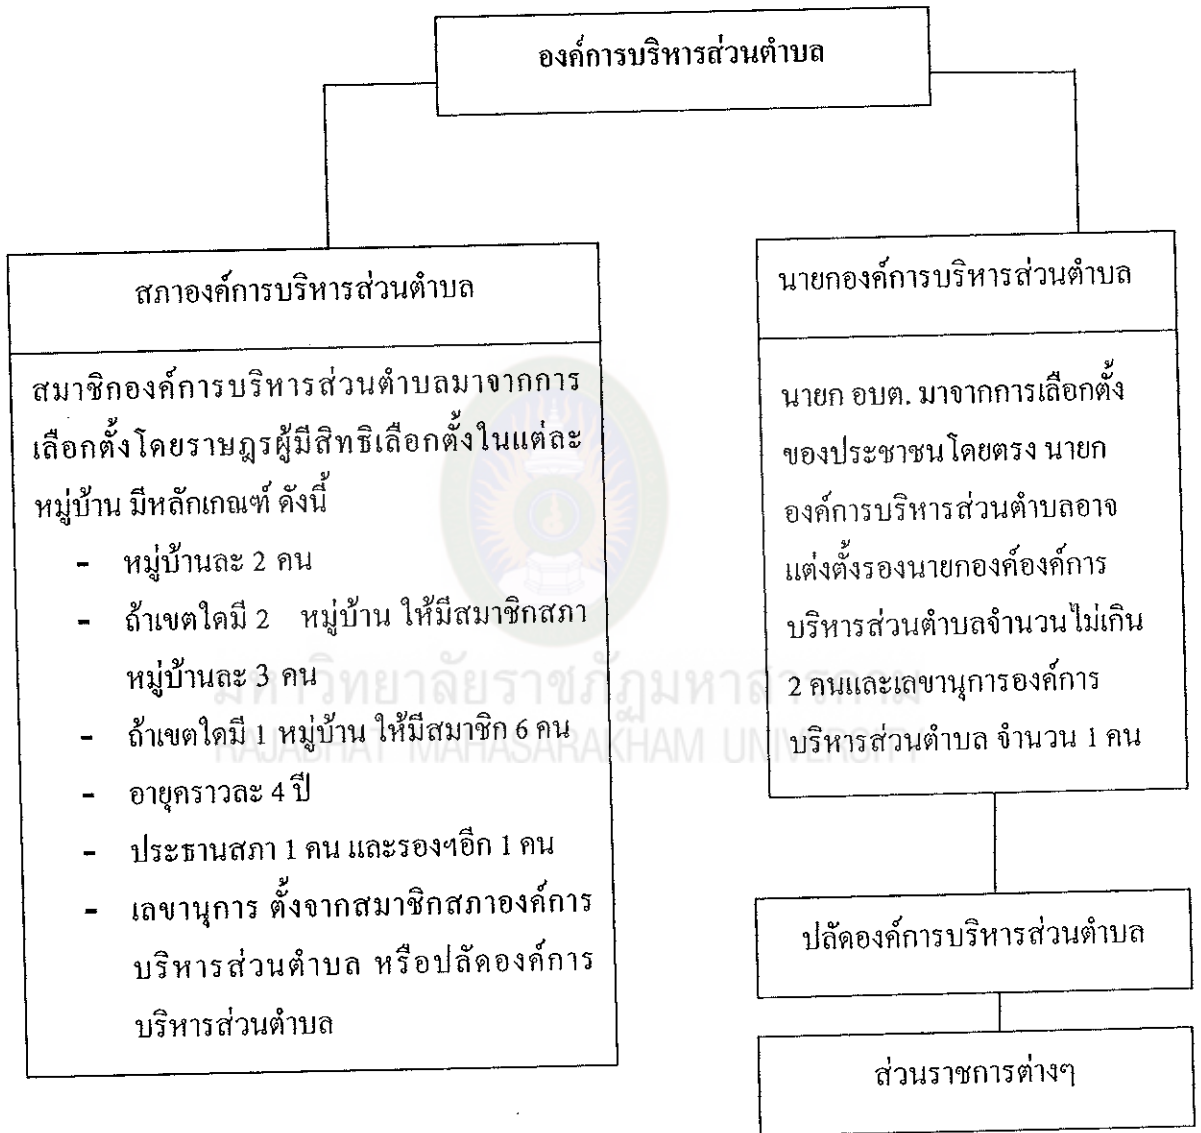 องค์การบริหารส่วนตำบล
สภาองค์การบริหารส่วนตำบล
สมาชิกองค์การบริหารส่วนตำบลมาจากการ
เลือกตั้งโดยราษฎรผู้มีสิทธิเลือกตั้งในแต่ละ
หมู่บ้าน มีหลักเกณฑ์ ดังนี้
- หมู่บ้านละ 2 คน
- ถ้าเขตใดมี 2 หมู่บ้าน ให้มีสมาชิกสภา
หมู่บ้านละ 3 คน
- ถ้าเขตใดมี 1 หมู่บ้าน ให้มีสมาชิก 6 คน
- อายุคราวละ 4 ปี
- ประธานสภา 1 คน และรองฯอีก 1 คน
- เลขานุการ ตั้งจากสมาชิกสภาองค์การ
บริหารส่วนตำบล หรือปลัดองค์การ
บริหารส่วนตำบล
นายกองค์การบริหารส่วนตำบล
นายก อบต. มาจากการเลือกตั้ง
ของประชาชนโดยตรง นายก
องค์การบริหารส่วนตำบลอาจ
แต่งตั้งรองนายกองค์องค์การ
บริหารส่วนตำบลจำนวนไม่เกิน
2 คนและเลขานุการองค์การ
บริหารส่วนตำบล จำนวน 1 คน
ปลัดองค์การบริหารส่วนตำบล
ส่วนราชการต่างๆ
มหาวิทยาลัยราชภัฏมหาสารคาม
RAJABHAT MAHASARAKHAM UNIVERSITY